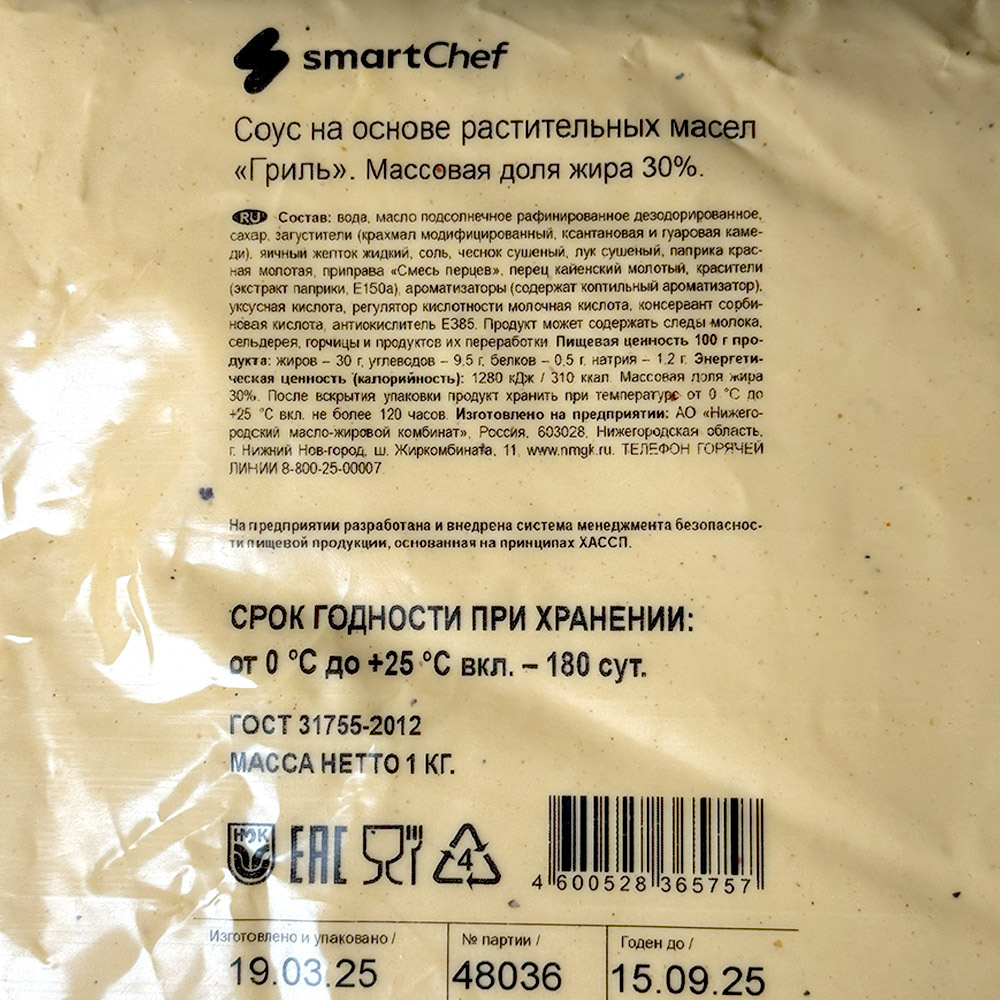 smartChef
Соус на основе растительных масел
«Гриль». Массовая доля жира 30%.
RU Состав: вода, масло подсолнечное рафинированное дезодорированное,
сахар, загустители (крахмал модифицированный, ксантановая и гуаровая каме-
ди), яичный желток жидкий, соль, чеснок сушеный, лук сушеный, паприка крас-
ная молотая, приправа «Смесь перцев», перец кайенский молотый, красители
(экстракт паприки, Е150а), ароматизаторы (содержат коптильный ароматизатор),
уксусная кислота, регулятор кислотности молочная кислота, консервант сорби-
новая кислота, антиокислитель Е385. Продукт может содержать следы молока,
сельдерея, горчицы и продуктов их переработки. Пищевая ценность 100 г про-
дукта: жиров – 30 г, углеводов – 9,5 г, белков – 0,5 г, натрия – 1,2 г. Энергети-
ческая ценность (калорийность): 1280 кДж / 310 ккал. Массовая доля жира
30%. После вскрытия упаковки продукт хранить при температуре от 0 °С до
+25 °С вкл. не более 120 часов. Изготовлено на предприятии: АО «Нижего-
родский масло-жировой комбинат», Россия, 603028, Нижегородская область,
г. Нижний Нов-город, ш. Жиркомбината, 11, www.nmgk.ru. ТЕЛЕФОН ГОРЯЧЕЙ
ЛИНИИ 8-800-25-00007
На предприятии разработана и внедрена система менеджмента безопаснос-
ти пищевой продукции, основанная на принципах ХАССП.
СРОК ГОДНОСТИ ПРИ ХРАНЕНИИ:
от 0 °С до +25 °С вкл. – 180 сут.
ГОСТ 31755-2012
МАССА НЕТТО 1 КГ.
НЖК EAC 4
4 600528 365757
Изготовлено и упаковано / № партии / Годен до /
19.03.25 48036 15.09.25